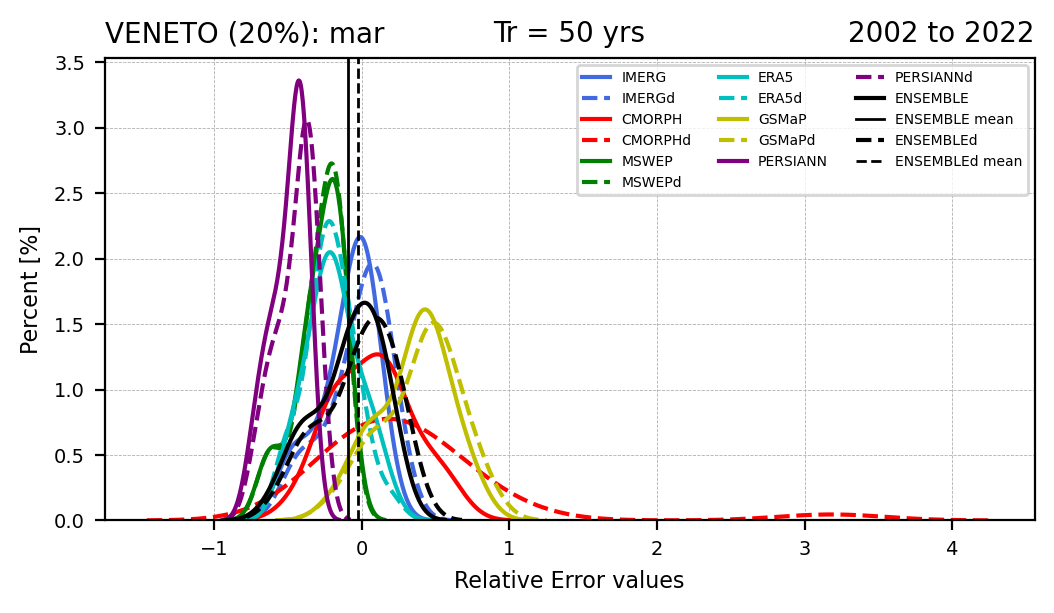 VENETO (20%): mar
Tr = 50 yrs
2002 to 2022
Percent [%]
3.5
3.0
2.5
2.0
1.5
1.0
0.5
0.0
IMERG
IMERGd
CMORPH
CMORPHd
MSWEP
MSWEPd
ERA5
ERA5d
GSMaP
GSMaPd
PERSIANN
PERSIANNd
ENSEMBLE
ENSEMBLE mean
ENSEMBLEd
ENSEMBLEd mean
−1 0 1 2 3 4
Relative Error values